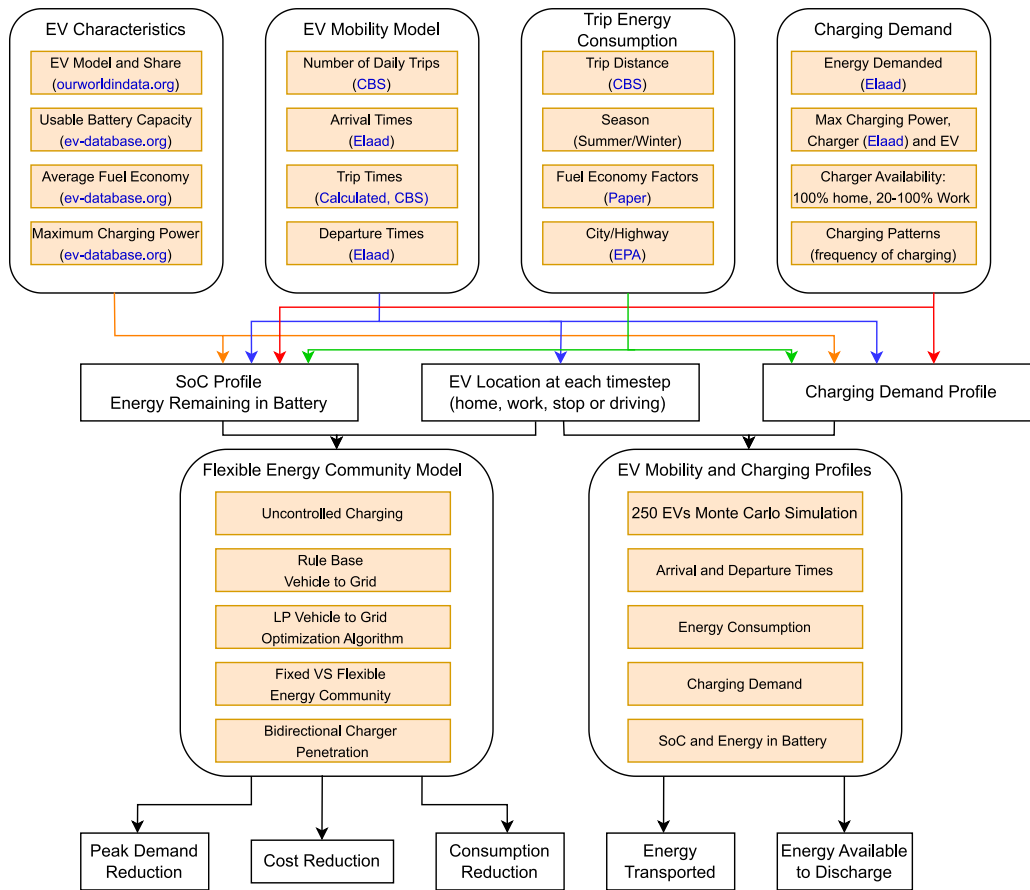 EV Characteristics
EV Model and Share
(ourworldindata.org)
Usable Battery Capacity
(ev-database.org)
Average Fuel Economy
(ev-database.org)
Maximum Charging Power
(ev-database.org)
EV Mobility Model
Number of Daily Trips
(CBS)
Arrival Times
(Elaad)
Trip Times
(Calculated, CBS)
Departure Times
(Elaad)
Trip Energy
Consumption
Trip Distance
(CBS)
Season
(Summer/Winter)
Fuel Economy Factors
(Paper)
City/Highway
(EPA)
Charging Demand
Energy Demanded
(Elaad)
Max Charging Power,
Charger (Elaad) and EV
Charger Availability:
100% home, 20-100% Work
Charging Patterns
(frequency of charging)
SoC Profile
Energy Remaining in Battery
EV Location at each timestep
(home, work, stop or driving)
Charging Demand Profile
Flexible Energy Community Model
Uncontrolled Charging
Rule Base
Vehicle to Grid
LP Vehicle to Grid
Optimization Algorithm
Fixed VS Flexible
Energy Community
Bidirectional Charger
Penetration
EV Mobility and Charging Profiles
250 EVs Monte Carlo Simulation
Arrival and Departure Times
Energy Consumption
Charging Demand
SoC and Energy in Battery
Peak Demand
Reduction
Cost Reduction
Consumption
Reduction
Energy
Transported
Energy Available
to Discharge